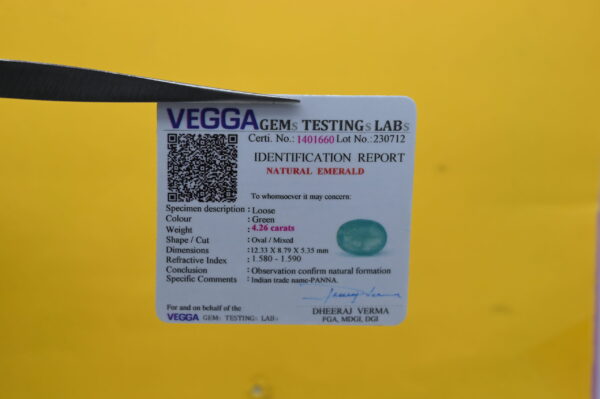 VEGGA GEMs TESTINGs LABs
Certi. No.: 1401660 Lot No.:230712
IDENTIFICATION REPORT
NATURAL EMERALD
To whomsoever it may concern:
Specimen description : Loose
Colour : Green
Weight : 4.26 carats
Shape / Cut : Oval / Mixed
Dimensions : 12.33 X 8.79 X 5.35 mm
Refractive Index : 1.580 - 1.590
Conclusion : Observation confirm natural formation
Specific Comments : Indian trade name-PANNA.
For and on behalf of the
VEGGA GEMs TESTINGs LABs
DHEERAJ VERMA
FGA, MDGI, DGI